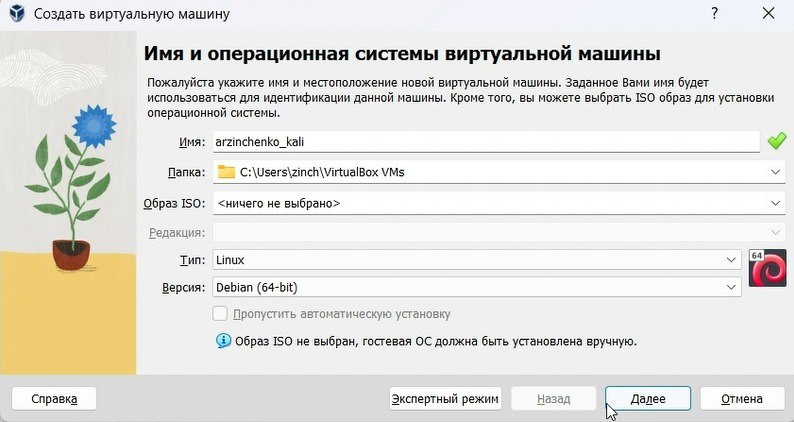 Создать виртуальную машину
Имя и операционная системы виртуальной машины
Пожалуйста укажите имя и местоположение новой виртуальной машины. Заданное Вами имя будет
использоваться для идентификации данной машины. Кроме того, вы можете выбрать ISO образ для установки
операционной системы.
Имя: arzinchenko_kali
Папка: C:\Users\zinch\VirtualBox VMs
Образ ISO: <ничего не выбрано>
Редакция:
Тип: Linux
64
Версия: Debian (64-bit)
Пропустить автоматическую установку
Образ ISO не выбран, гостевая ОС должна быть установлена вручную.
Справка Экспертный режим Назад Далее Отмена